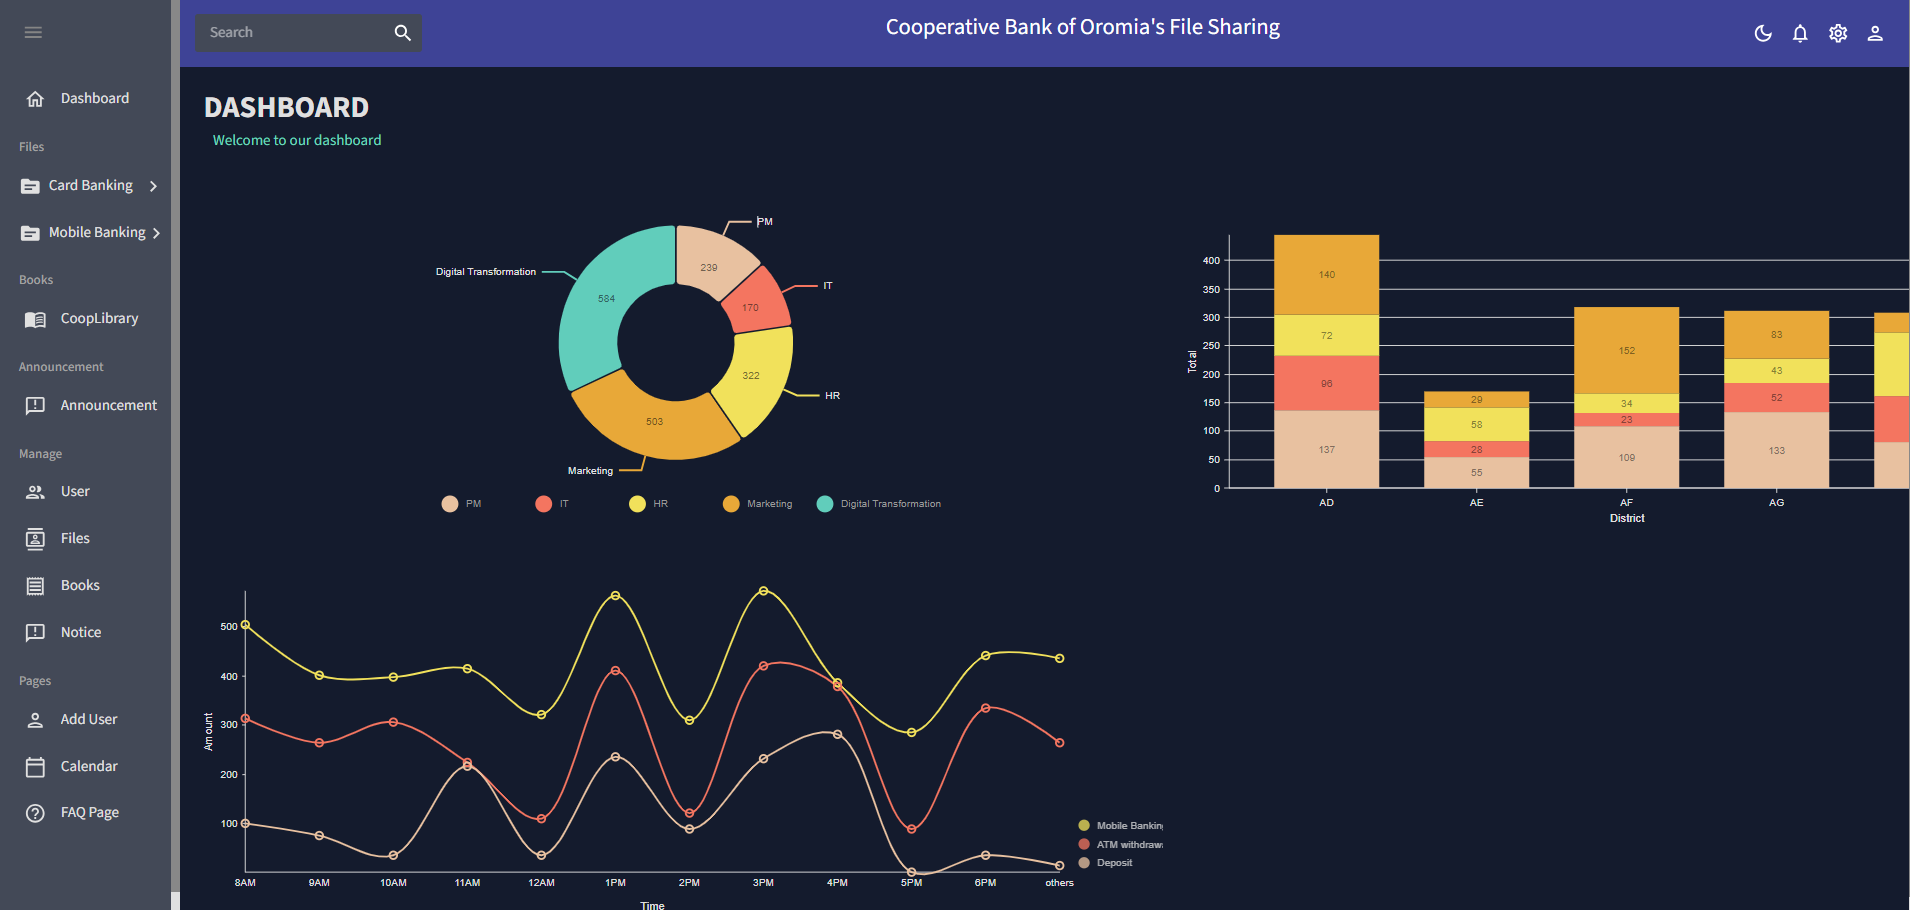 Search
Cooperative Bank of Oromia's File Sharing
Dashboard
Files
Card Banking
Mobile Banking
Books
CoopLibrary
Announcement
Announcement
Manage
User
Files
Books
Notice
Pages
Add User
Calendar
FAQ Page
DASHBOARD
Welcome to our dashboard
PM
IT
HR
Marketing
Digital Transformation
239
170
322
503
584
PM
IT
HR
Marketing
Digital Transformation
Total
400
350
300
250
200
150
100
50
0
140
72
96
137
29
58
28
55
152
34
23
109
83
43
52
133
AD
AE
AF
AG
District
Amount
500
400
300
200
100
8AM
9AM
10AM
11AM
12AM
1PM
2PM
3PM
4PM
5PM
6PM
others
Time
Mobile Bankin
ATM withdraw
Deposit